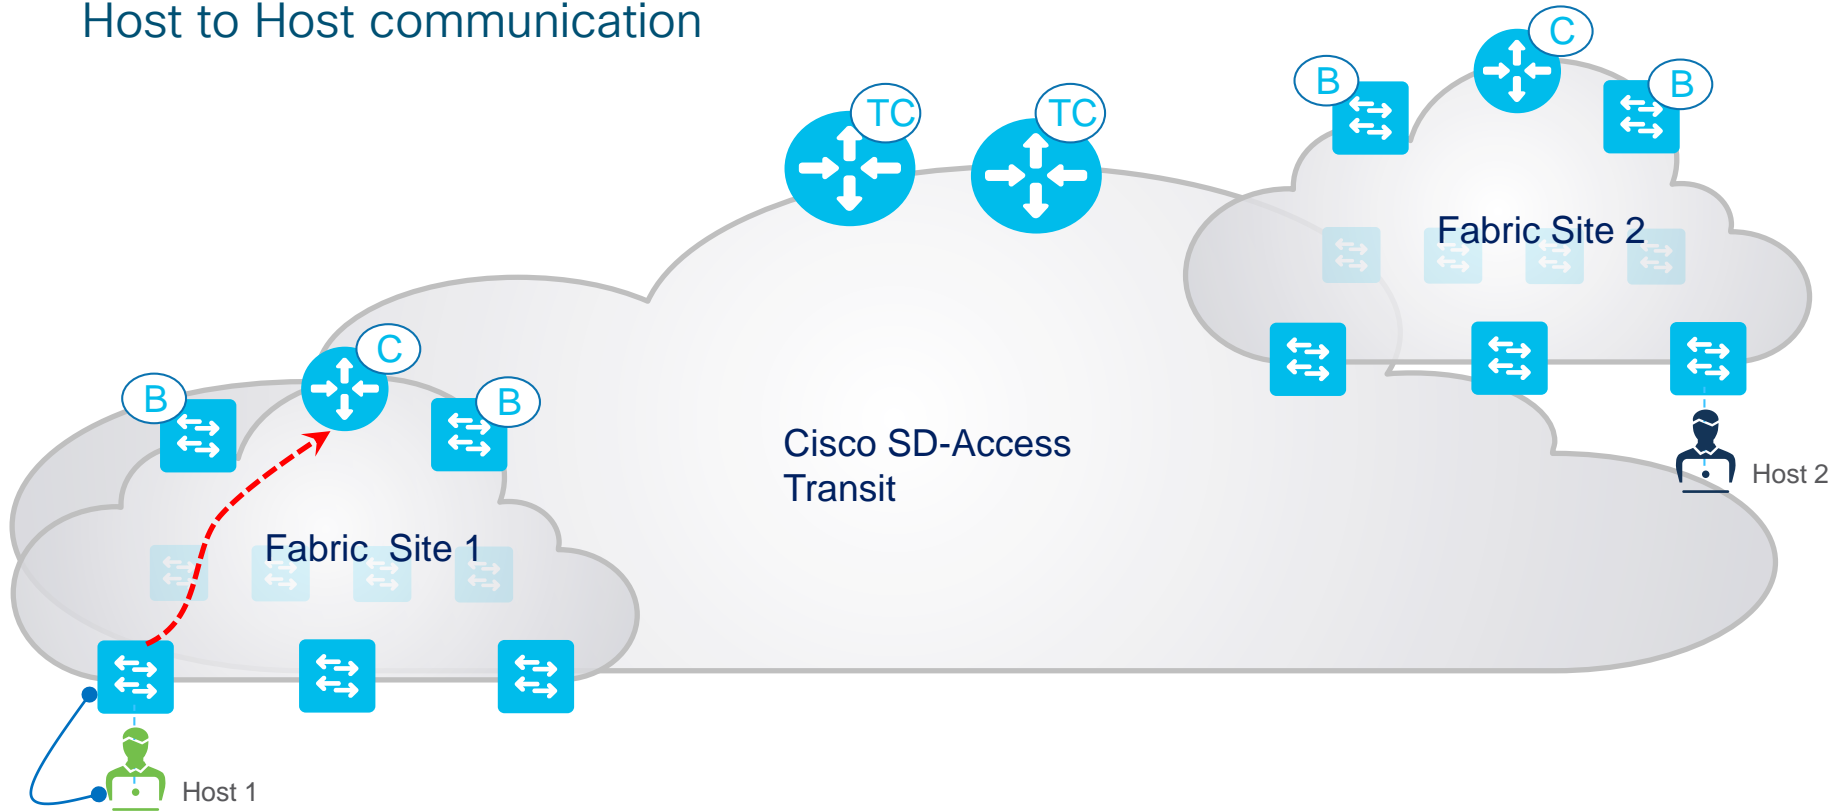 Host to Host communication
C
B
B
TC
TC
Fabric Site 2
C
B
B
Cisco SD-Access
Transit
Host 2
Fabric  Site 1
Host 1